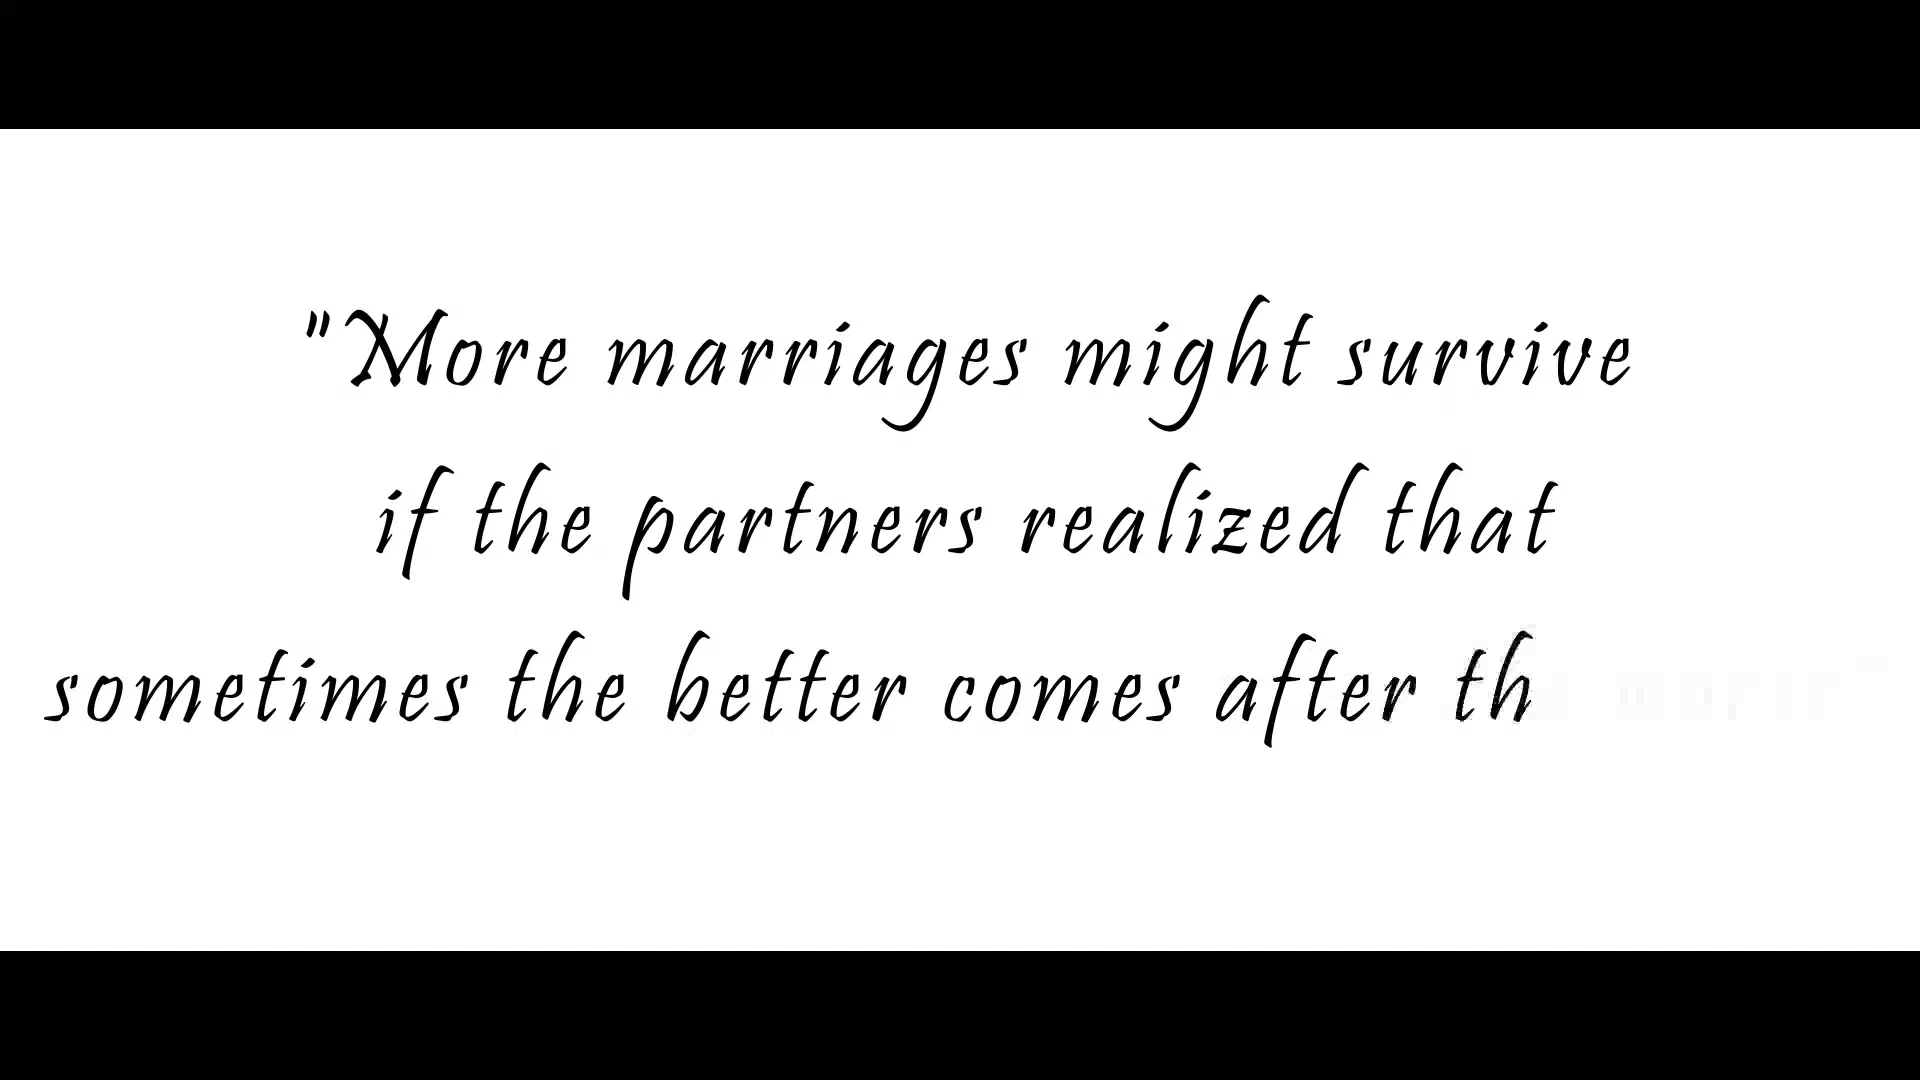 "More marriages might survive
if the partners realized that
sometimes the better comes after th